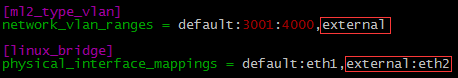 [ml2_type_vlan]
network_vlan_ranges = default:3001:4000,external
[linux_bridge]
physical_interface_mappings = default:eth1,external:eth2